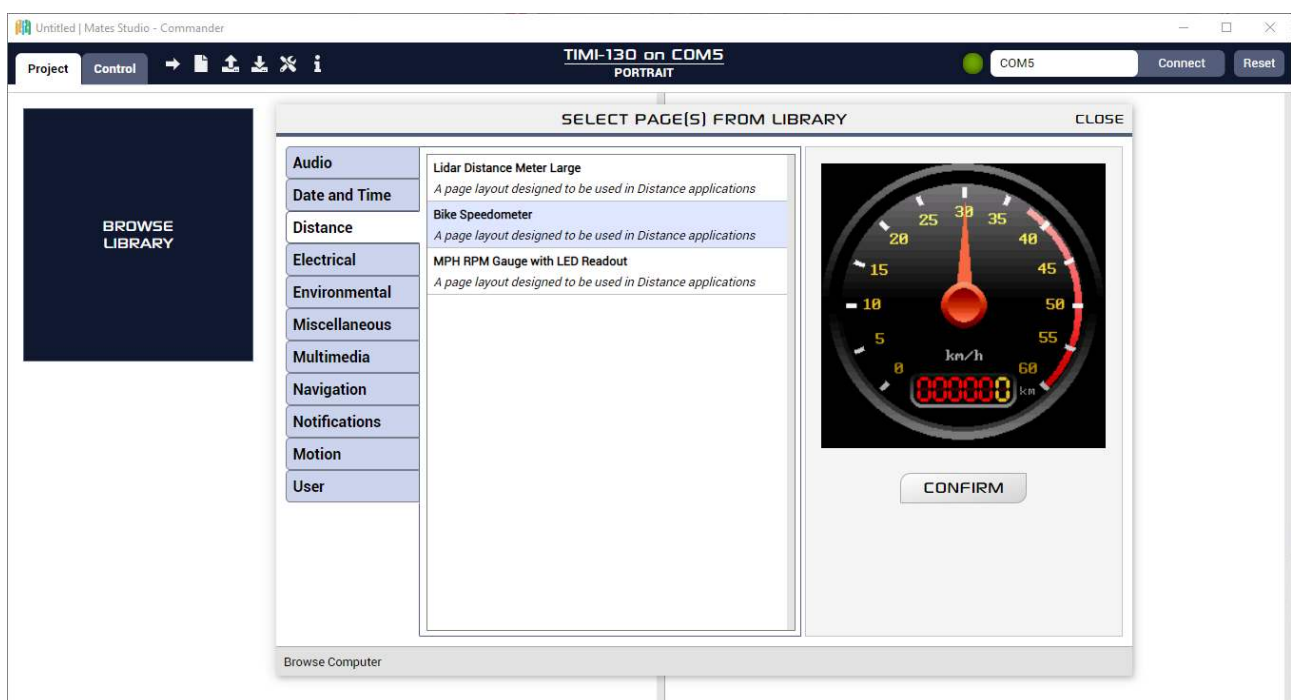 Untitled | Mates Studio - Commander
Project Control TIMI-130 on COM5 COM5 Connect Reset
PORTRAIT
SELECT PAGE(S) FROM LIBRARY CLOSE
BROWSE
LIBRARY
Audio
Date and Time
Distance
Electrical
Environmental
Miscellaneous
Multimedia
Navigation
Notifications
Motion
User
Lidar Distance Meter Large
A page layout designed to be used in Distance applications
Bike Speedometer
A page layout designed to be used in Distance applications
MPH RPM Gauge with LED Readout
A page layout designed to be used in Distance applications
25 30 35
20 40
15 45
10 50
5 55
km/h
0 60
000000 km
CONFIRM
Browse Computer